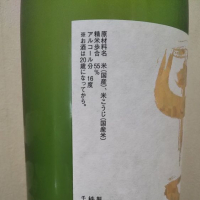 原材料名 米(国産)、米こうじ(国産米)
精米歩合 55%
アルコール分 16度
※お酒は20歳になってから。